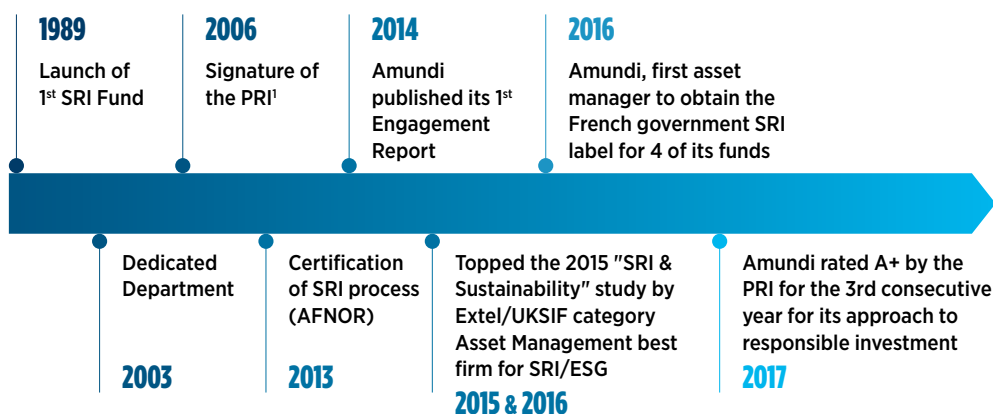 1989
Launch of
1st SRI Fund
2006
Signature of
the PRI¹
2014
Amundi
published its 1st
Engagement
Report
2016
Amundi, first asset
manager to obtain the
French government SRI
label for 4 of its funds
Dedicated
Department
2003
Certification
of SRI process
(AFNOR)
2013
Topped the 2015 "SRI &
Sustainability" study by
Extel/UKSIF category
Asset Management best
firm for SRI/ESG
2015 & 2016
Amundi rated A+ by the
PRI for the 3rd consecutive
year for its approach to
responsible investment
2017